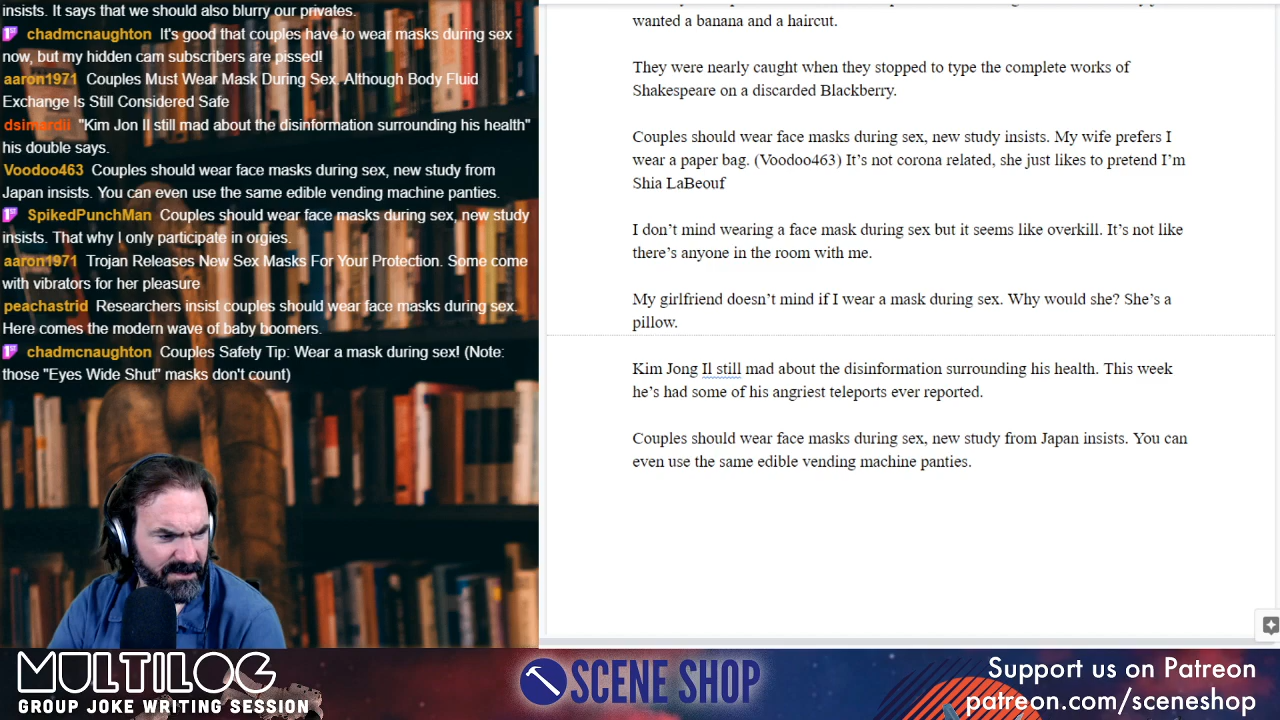 insists. It says that we should also blurry our privates.
chadmcnaughton It's good that couples have to wear masks during sex
now, but my hidden cam subscribers are pissed!
aaron1971 Couples Must Wear Mask During Sex. Although Body Fluid
Exchange Is Still Considered Safe
"Kim Jon Il still mad about the disinformation surrounding his health"
his double says.
Voodoo463 Couples should wear face masks during sex, new study from
Japan insists. You can even use the same edible vending machine panties.
SpikedPunchMan Couples should wear face masks during sex, new study
insists. That why I only participate in orgies.
aaron1971 Trojan Releases New Sex Masks For Your Protection. Some come
with vibrators for her pleasure
peachastrid Researchers insist couples should wear face masks during sex.
Here comes the modern wave of baby boomers.
chadmcnaughton Couples Safety Tip: Wear a mask during sex! (Note:
those "Eyes Wide Shut" masks don't count)
wanted a banana and a haircut.
They were nearly caught when they stopped to type the complete works of
Shakespeare on a discarded Blackberry.
Couples should wear face masks during sex, new study insists. My wife prefers I
wear a paper bag. (Voodoo463) It's not corona related, she just likes to pretend I'm
Shia LaBeouf
I don't mind wearing a face mask during sex but it seems like overkill. It's not like
there's anyone in the room with me.
My girlfriend doesn't mind if I wear a mask during sex. Why would she? She's a
pillow.
Kim Jong Il still mad about the disinformation surrounding his health. This week
he's had some of his angriest teleports ever reported.
Couples should wear face masks during sex, new study from Japan insists. You can
even use the same edible vending machine panties.
MULTILOG
GROUP JOKE WRITING SESSION
SCENE SHOP
Support us on Patreon
patreon.com/sceneshop